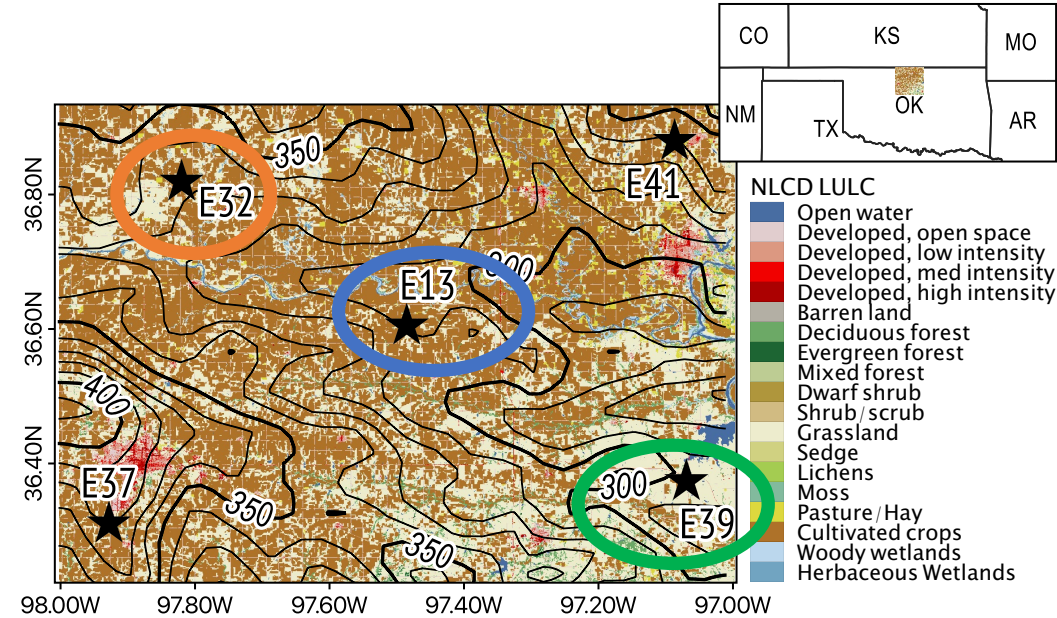 CO
KS
MO
NM
TX
OK
AR
350
E32
E41
E13
300
400
E37
350
350
300
E39
36.80N
36.60N
36.40N
98.00W
97.80W
97.60W
97.40W
97.20W
97.00W
NLCD LULC
Open water
Developed, open space
Developed, low intensity
Developed, med intensity
Developed, high intensity
Barren land
Deciduous forest
Evergreen forest
Mixed forest
Dwarf shrub
Shrub/scrub
Grassland
Sedge
Lichens
Moss
Pasture/Hay
Cultivated crops
Woody wetlands
Herbaceous Wetlands